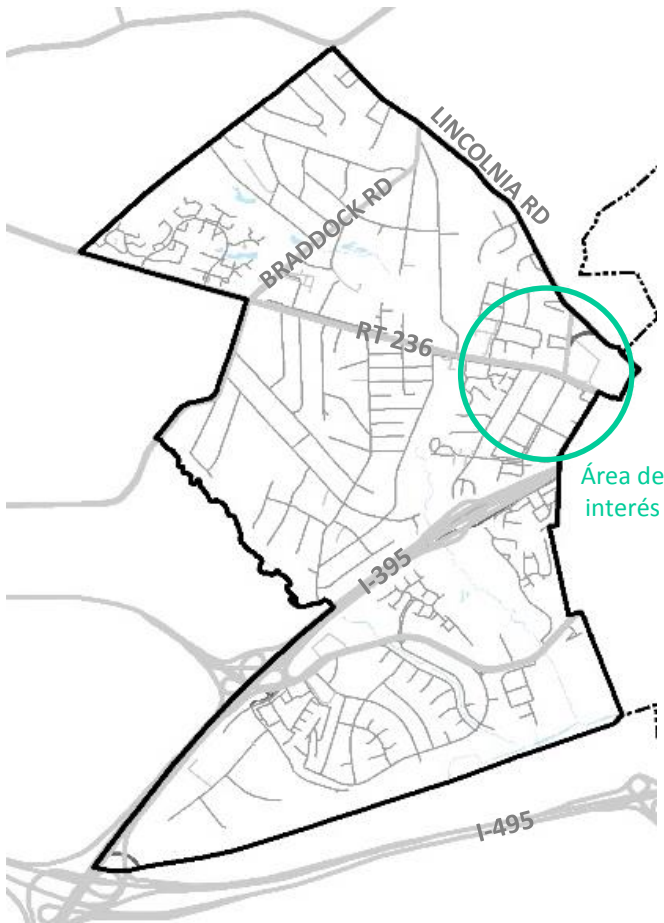 LINCOLNIA RD
BRADDOCK RD
RT 236
Área de
interés
I-395
I-495